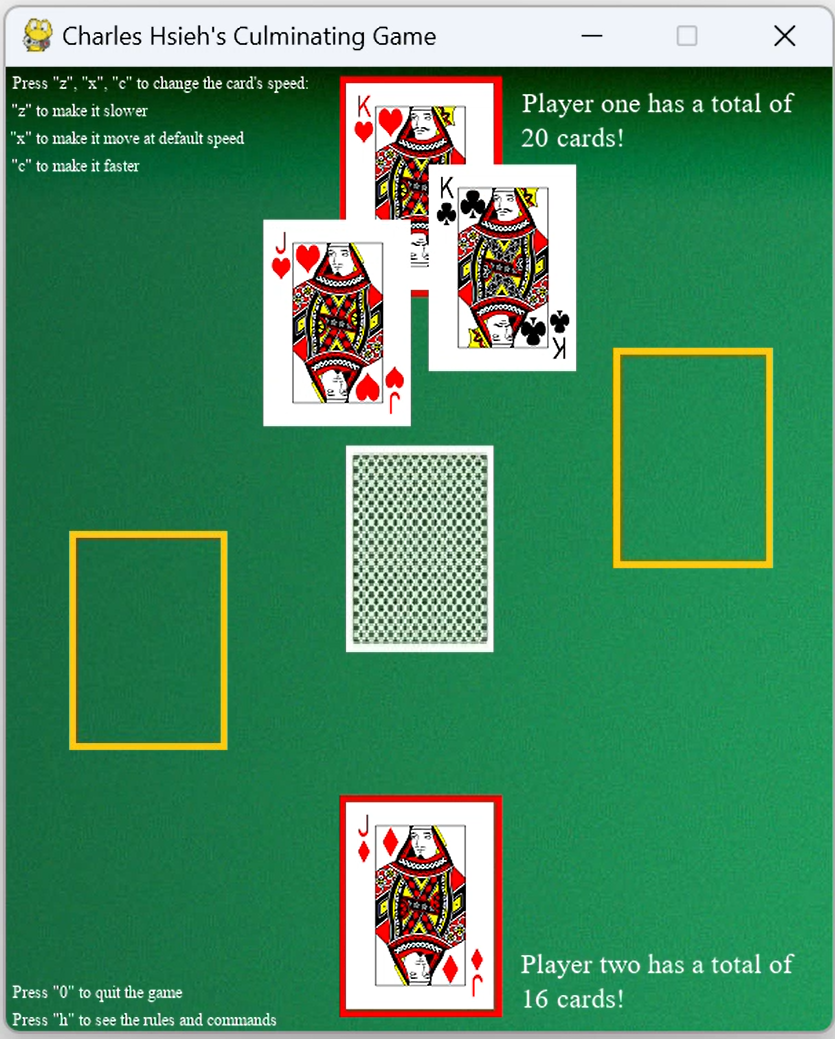 Charles Hsieh's Culminating Game
Press "z", "x", "c" to change the card's speed:
"z" to make it slower
"x" to make it move at default speed
"c" to make it faster
Player one has a total of
20 cards!
K
K
K
J
J
J
J
Player two has a total of
16 cards!
Press "0" to quit the game
Press "h" to see the rules and commands